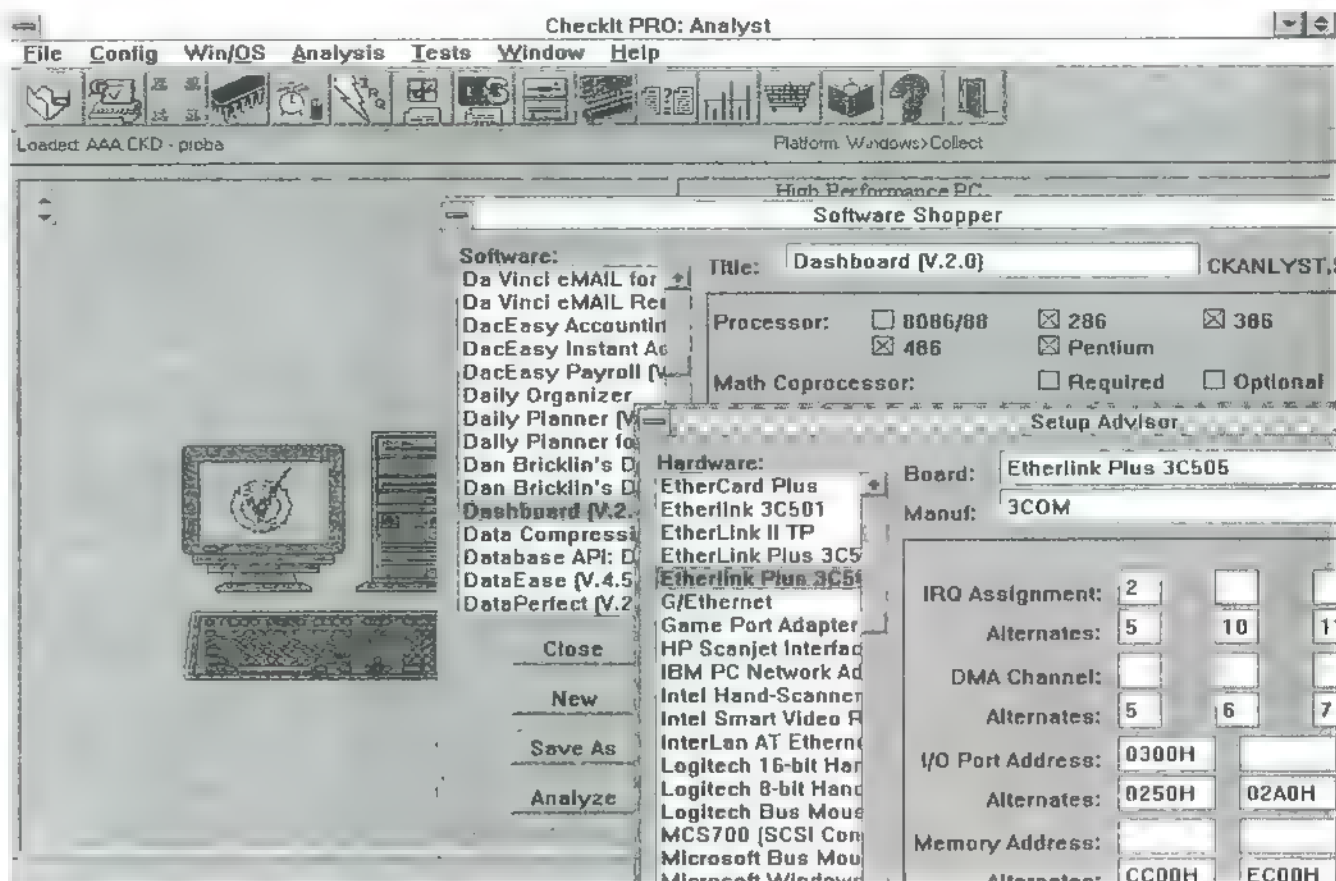 CheckIt PRO: Analyst
File Config Win/OS Analysis Tests Window Help
Loaded: AAA.CKD - proba
Platform: Windows>Collect
High Performance PC
Software Shopper
Software:
Da Vinci eMAIL for
Da Vinci eMAIL Re
DacEasy Accountin
DacEasy Instant Ac
DacEasy Payroll (V
Daily Organizer
Daily Planner (V
Daily Planner fo
Dan Bricklin's D
Dan Bricklin's D
Dashboard (V.2.
Data Compressi
Database API: D
DataEase (V.4.5
DataPerfect (V.2
Close
New
Save As
Analyze
Title: Dashboard (V.2.0) CKANLYST.
Processor: 8086/88 286 386
486 Pentium
Math Coprocessor: Required Optional
Setup Advisor
Hardware:
EtherCard Plus
Etherlink 3C501
EtherLink II TP
EtherLink Plus 3C5
Etherlink Plus 3C5
G/Ethernet
Game Port Adapter
HP Scanjet Interfac
IBM PC Network Ad
Intel Hand-Scanner
Intel Smart Video R
InterLan AT Etherne
Logitech 16-bit Han
Logitech 8-bit Hand
Logitech Bus Mous
MCS700 (SCSI Con
Microsoft Bus Mou
Microsoft Windows
Board: Etherlink Plus 3C505
Manuf: 3COM
IRQ Assignment: 2
Alternates: 5 10 1
DMA Channel:
Alternates: 5 6 7
I/O Port Address: 0300H
Alternates: 0250H 02A0H
Memory Address:
Alternates: CC00H EC00H